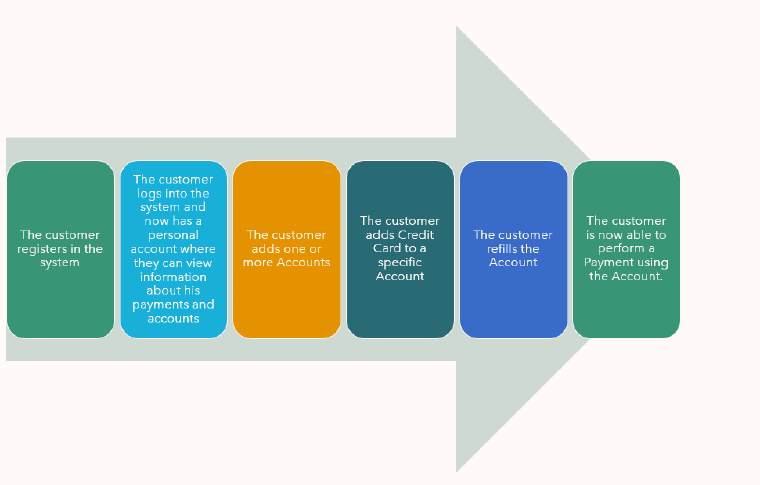 The customer
registers in the
system
The customer
logs into the
system and
now has a
personal
account where
they can view
information
about his
payments and
accounts
The customer
adds one or
more Accounts
The customer
adds Credit
Card to a
specific
Account
The customer
refills the
Account
The customer
is now able to
perform a
Payment using
the Account.